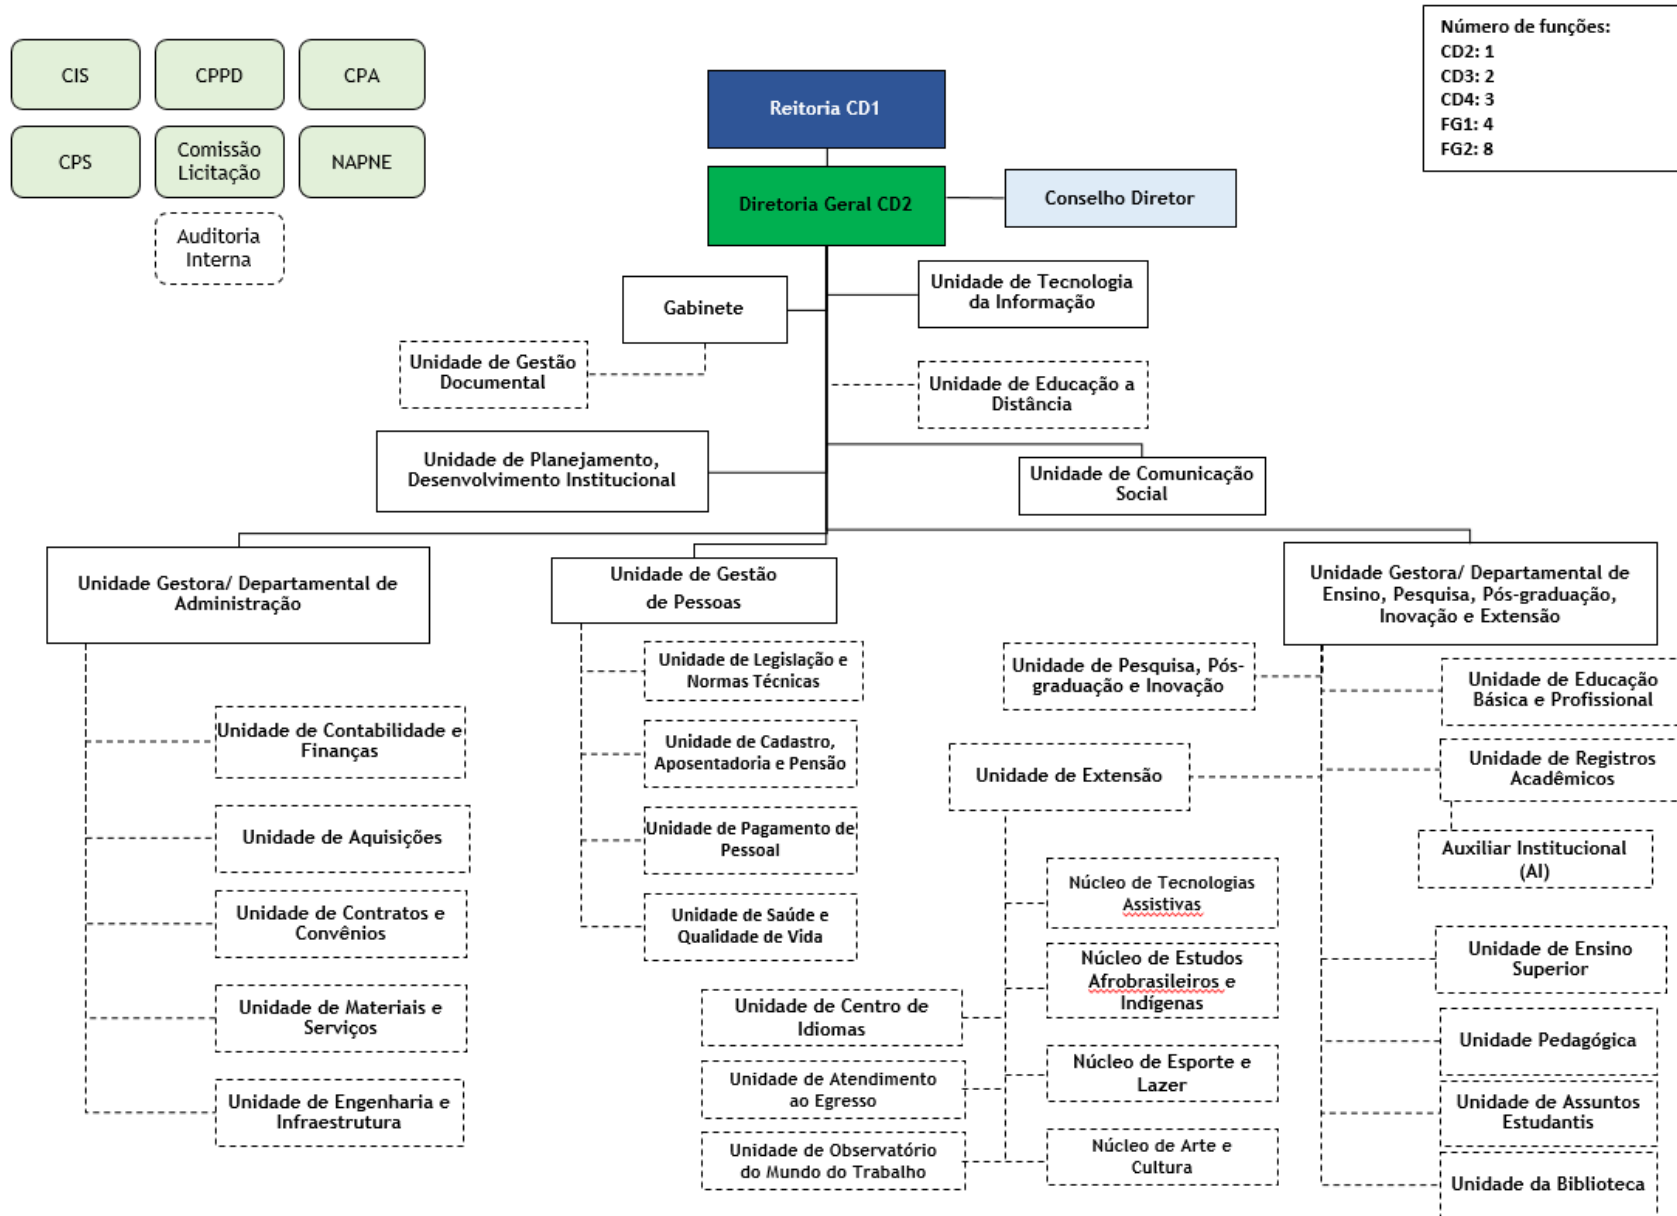 CIS
CPPD
CPA
CPS
Comissão
Licitação
NAPNE
Auditoria
Interna
Número de funções:
CD2: 1
CD3: 2
CD4: 3
FG1: 4
FG2: 8
Reitoria CD1
Diretoria Geral CD2
Conselho Diretor
Gabinete
Unidade de Tecnologia
da Informação
Unidade de Gestão
Documental
Unidade de Educação a
Distância
Unidade de Planejamento,
Desenvolvimento Institucional
Unidade de Comunicação
Social
Unidade Gestora/ Departamental de
Administração
Unidade de Contabilidade e
Finanças
Unidade de Aquisições
Unidade de Contratos e
Convênios
Unidade de Materiais e
Serviços
Unidade de Engenharia e
Infraestrutura
Unidade de Gestão
de Pessoas
Unidade de Legislação e
Normas Técnicas
Unidade de Cadastro,
Aposentadoria e Pensão
Unidade de Pagamento de
Pessoal
Unidade de Saúde e
Qualidade de Vida
Unidade Gestora/ Departamental de
Ensino, Pesquisa, Pós-graduação,
Inovação e Extensão
Unidade de Pesquisa, Pós-
graduação e Inovação
Unidade de Extensão
Núcleo de Tecnologias
Assistivas
Núcleo de Estudos
Afrobrasileiros e
Indígenas
Unidade de Centro de
Idiomas
Núcleo de Esporte e
Lazer
Unidade de Atendimento
ao Egresso
Núcleo de Arte e
Cultura
Unidade de Observatório
do Mundo do Trabalho
Unidade de Educação
Básica e Profissional
Unidade de Registros
Acadêmicos
Auxiliar Institucional
(AI)
Unidade de Ensino
Superior
Unidade Pedagógica
Unidade de Assuntos
Estudantis
Unidade da Biblioteca